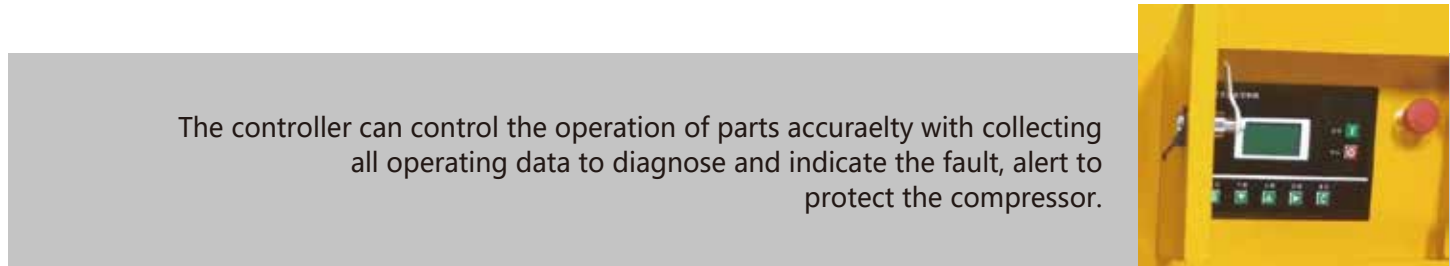 The controller can control the operation of parts accuraelty with collecting
all operating data to diagnose and indicate the fault, alert to
protect the compressor.